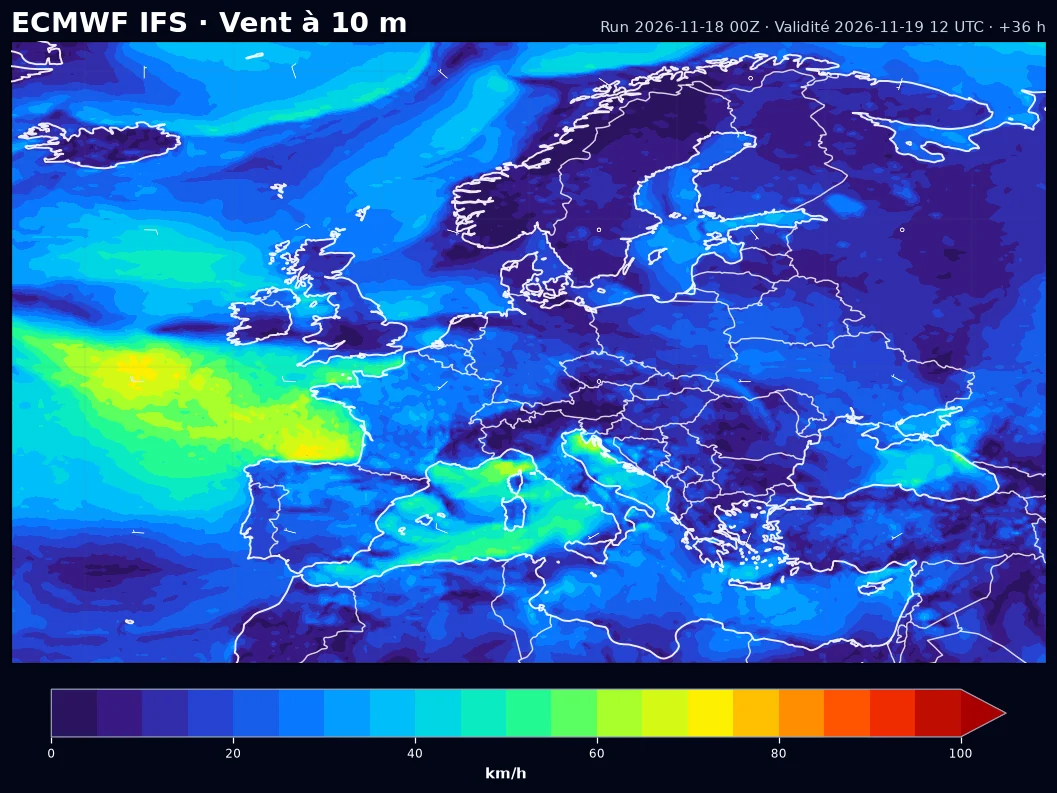 ECMWF IFS · Vent à 10 m
Run 2026-11-18 00Z · Validité 2026-11-19 12 UTC · +36 h
0 20 40 60 80 100
km/h